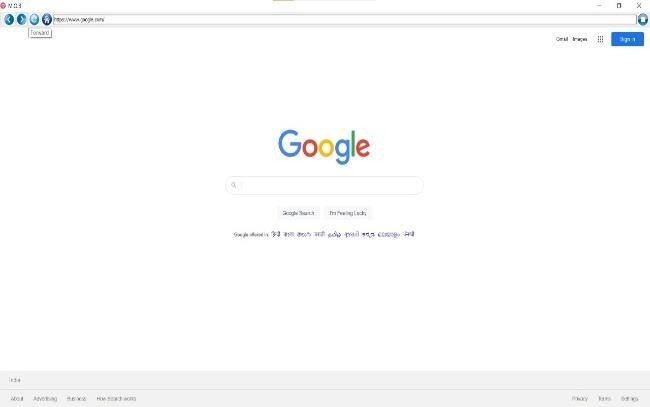 M.O.B
https://www.google.com/
Forward
Gmail Images Sign in
Google
Google Search I'm Feeling Lucky
Google offered in: हिन्दी বাংলা తెలుగు मराठी தமிழ் ગુજરાતી ಕನ್ನಡ മലയാളം ਪੰਜਾਬੀ
India
About Advertising Business How Search works Privacy Terms Settings